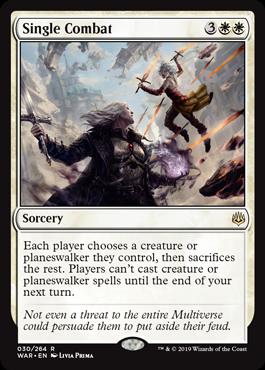 Single Combat 3
Sorcery
Each player chooses a creature or
planeswalker they control, then sacrifices
the rest. Players can't cast creature or
planeswalker spells until the end of your
next turn.
Not even a threat to the entire Multiverse
could persuade them to put aside their feud.
030/264 R
WAR • EN LIVIA PRIMA
™ & © 2019 Wizards of the Coast